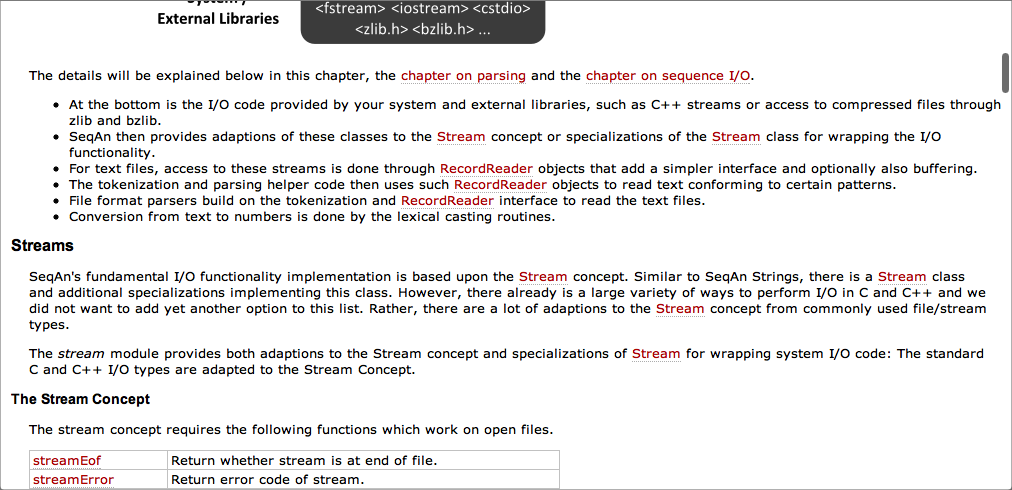 System /
External Libraries
<fstream> <iostream> <cstdio>
<zlib.h> <bzlib.h> ...
The details will be explained below in this chapter, the chapter on parsing and the chapter on sequence I/O.
• At the bottom is the I/O code provided by your system and external libraries, such as C++ streams or access to compressed files through
zlib and bzlib.
• SeqAn then provides adaptions of these classes to the Stream concept or specializations of the Stream class for wrapping the I/O
functionality.
• For text files, access to these streams is done through RecordReader objects that add a simpler interface and optionally also buffering.
• The tokenization and parsing helper code then uses such RecordReader objects to read text conforming to certain patterns.
• File format parsers build on the tokenization and RecordReader interface to read the text files.
• Conversion from text to numbers is done by the lexical casting routines.
Streams
SeqAn's fundamental I/O functionality implementation is based upon the Stream concept. Similar to SeqAn Strings, there is a Stream class
and additional specializations implementing this class. However, there already is a large variety of ways to perform I/O in C and C++ and we
did not want to add yet another option to this list. Rather, there are a lot of adaptions to the Stream concept from commonly used file/stream
types.
The stream module provides both adaptions to the Stream concept and specializations of Stream for wrapping system I/O code: The standard
C and C++ I/O types are adapted to the Stream Concept.
The Stream Concept
The stream concept requires the following functions which work on open files.
streamEof Return whether stream is at end of file.
streamError Return error code of stream.